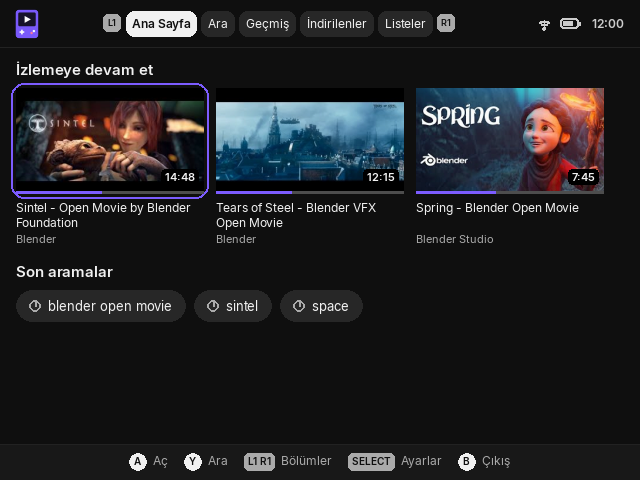 L1 Ana Sayfa Ara Geçmiş İndirilenler Listeler R1 12:00
İzlemeye devam et
SINTEL
14:48
12:15
SPRING
blender
7:45
Sintel - Open Movie by Blender Foundation
Blender
Tears of Steel - Blender VFX Open Movie
Blender
Spring - Blender Open Movie
Blender Studio
Son aramalar
blender open movie
sintel
space
A Aç Y Ara L1 R1 Bölümler SELECT Ayarlar B Çıkış